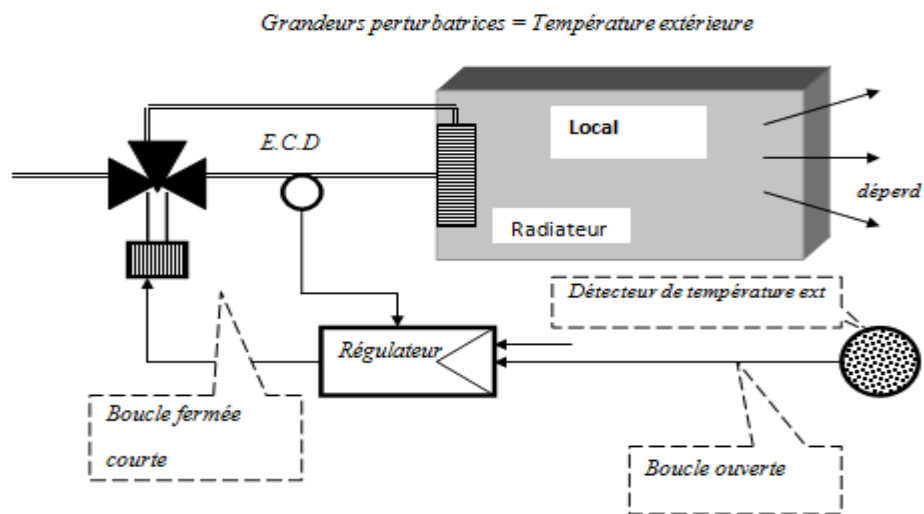 Grandeurs perturbatrices = Température extérieure
Local
E.C.D
déperd
Radiateur
Détecteur de température ext
Régulateur
Boucle fermée
courte
Boucle ouverte